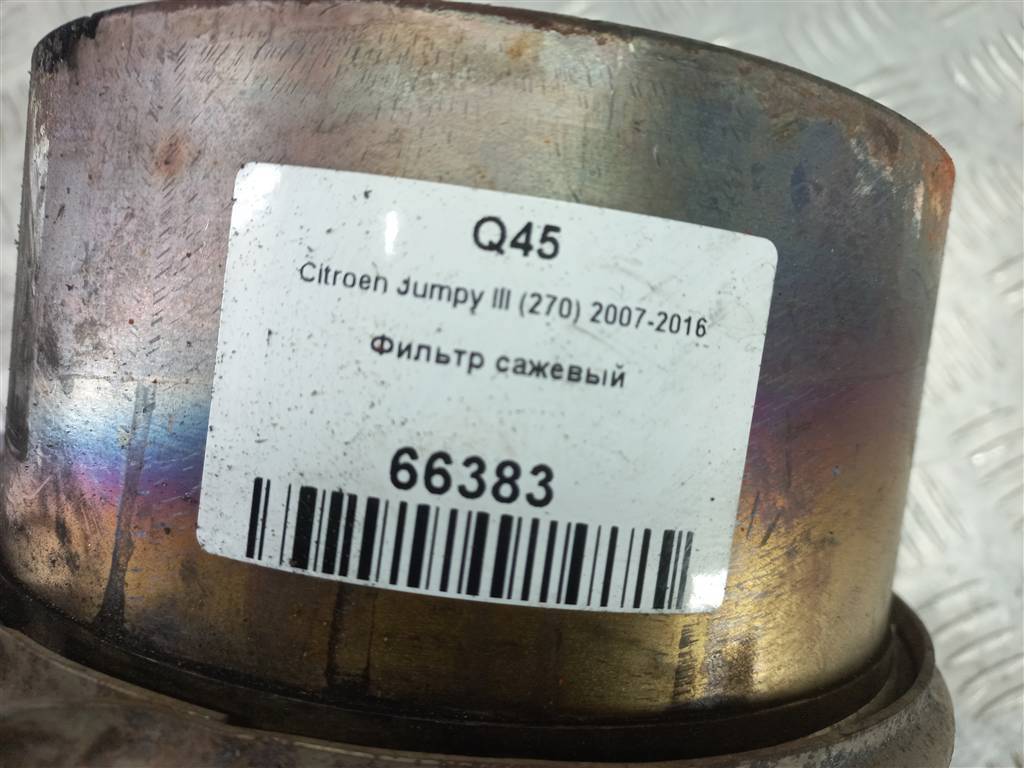 Q45
Citroen Jumpy III (270) 2007-2016
Фильтр сажевый
66383